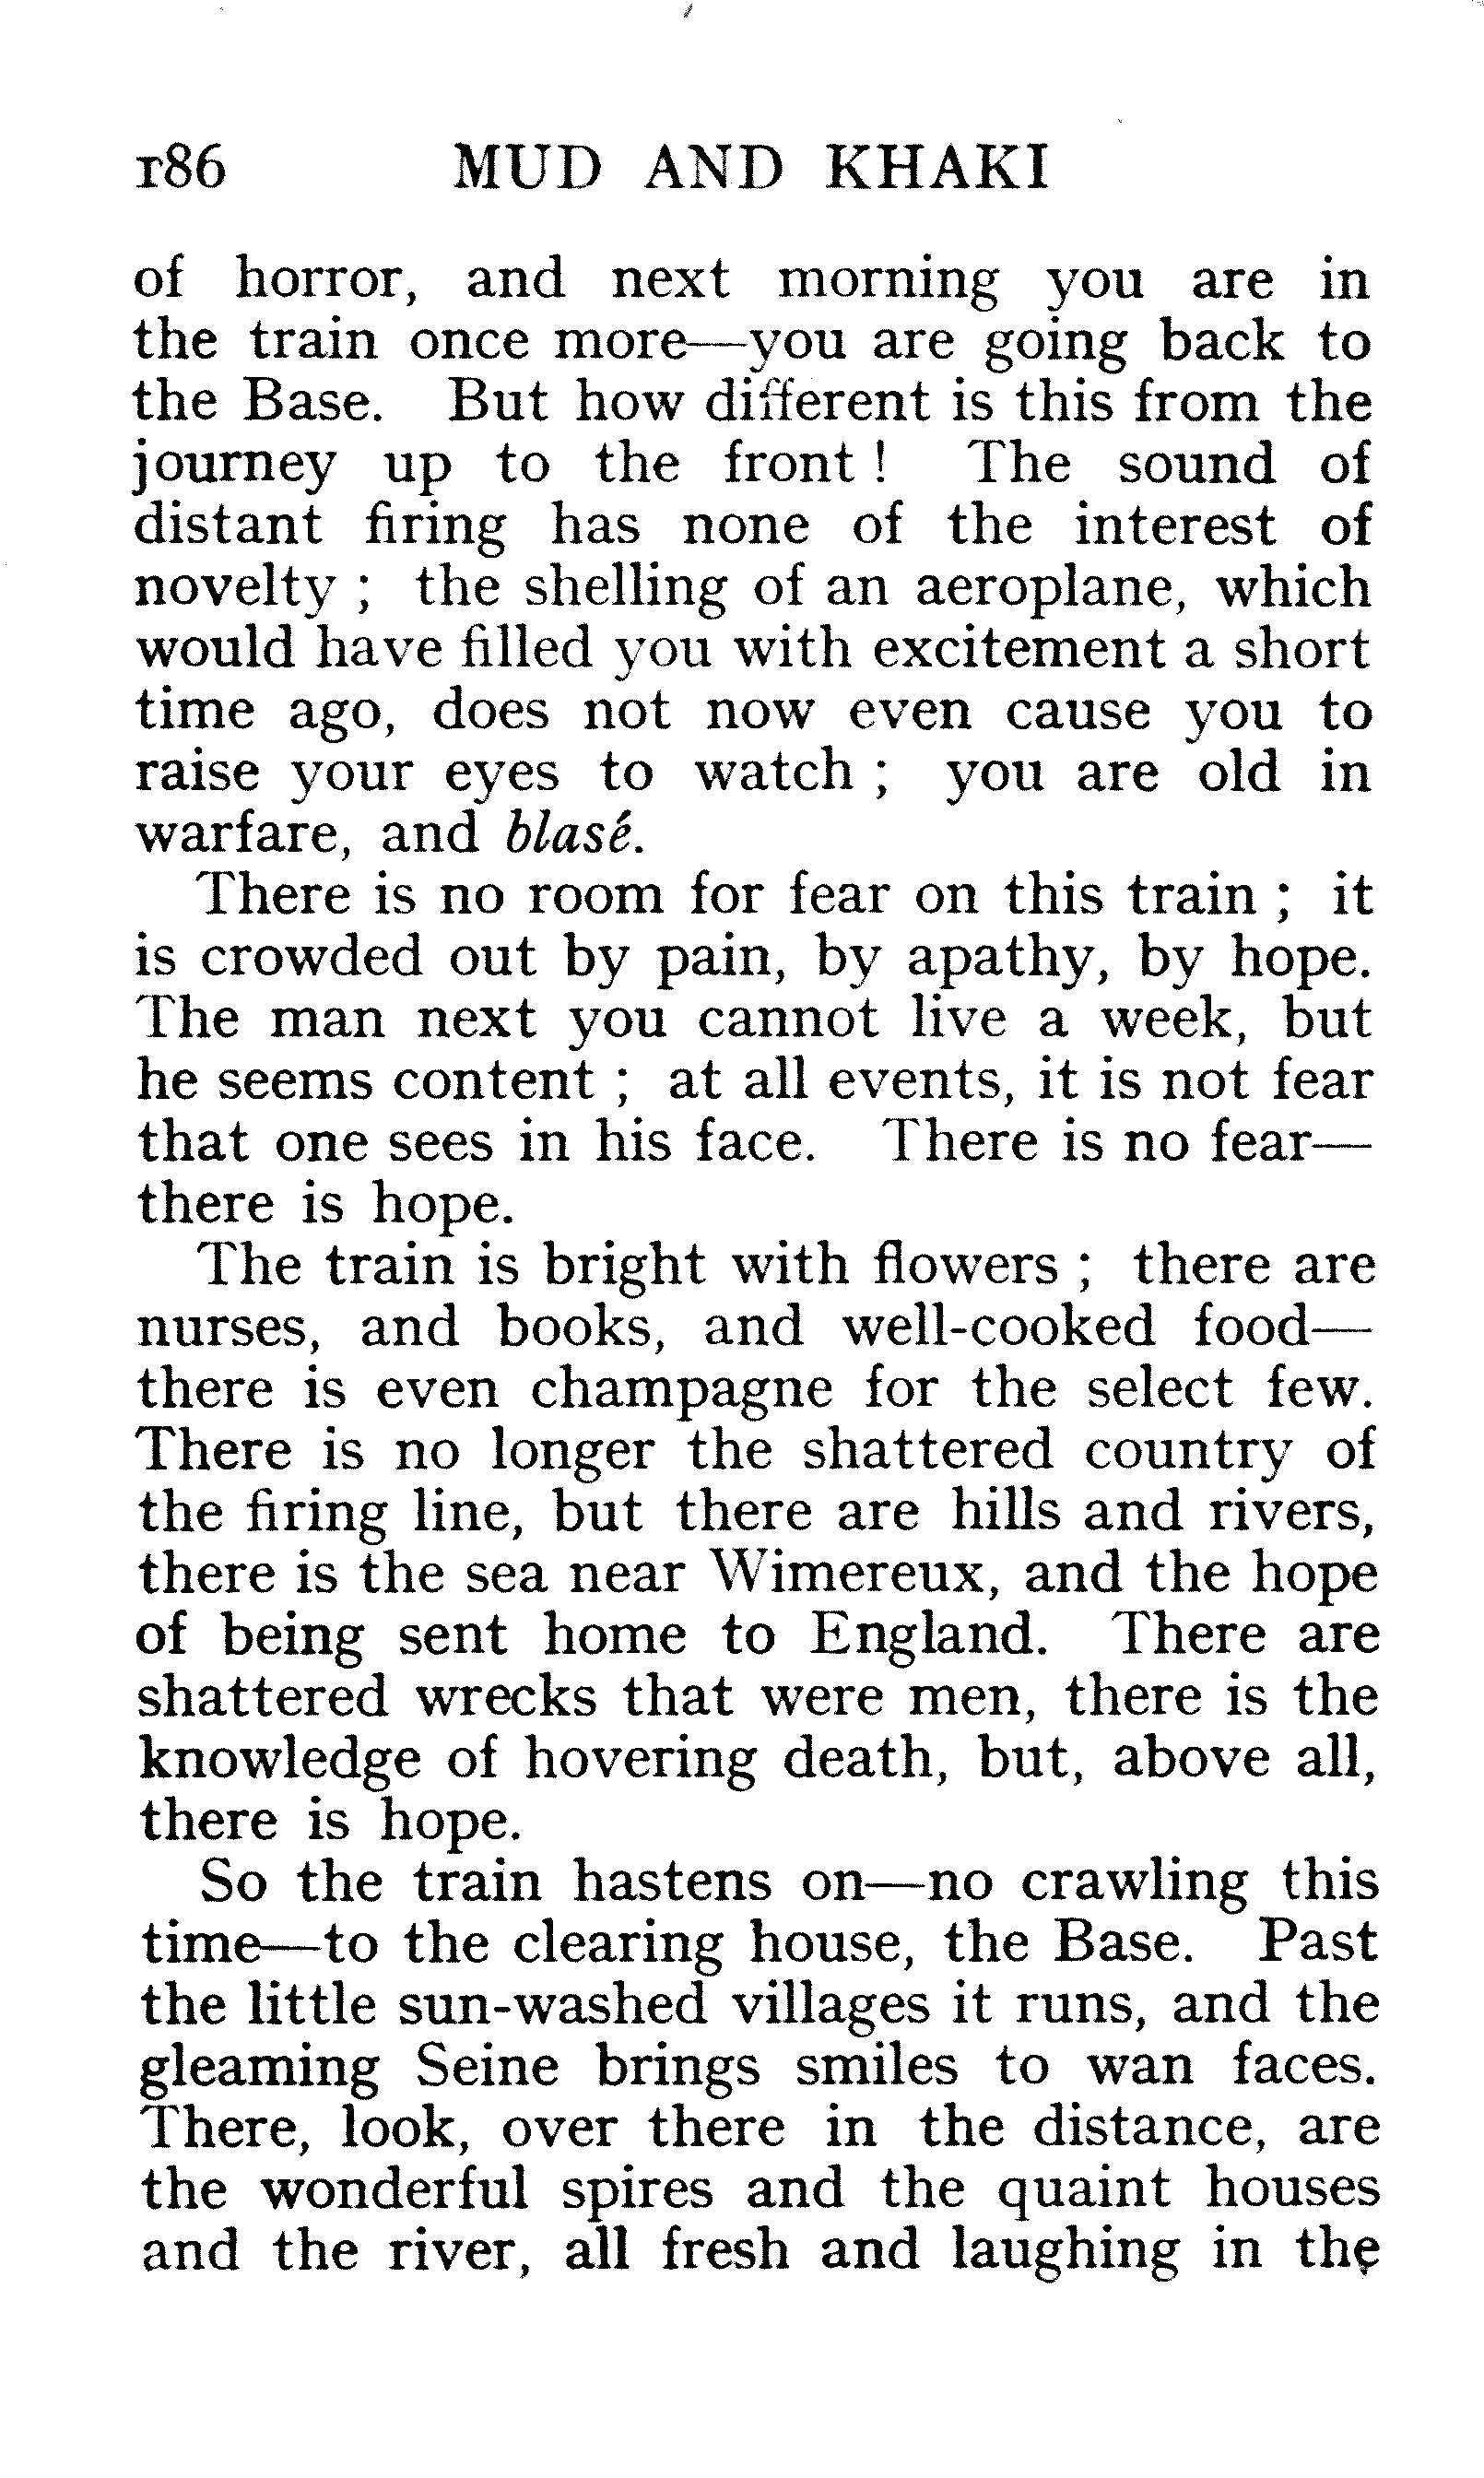 186 MUD AND KHAKI
of horror, and next morning you are in
the train once more—you are going back to
the Base. But how different is this from the
journey up to the front ! The sound of
distant firing has none of the interest of
novelty ; the shelling of an aeroplane, which
would have filled you with excitement a short
time ago, does not now even cause you to
raise your eyes to watch ; you are old in
warfare, and blasé.
There is no room for fear on this train ; it
is crowded out by pain, by apathy, by hope.
The man next you cannot live a week, but
he seems content ; at all events, it is not fear
that one sees in his face. There is no fear—
there is hope.
The train is bright with flowers ; there are
nurses, and books, and well-cooked food—
there is even champagne for the select few.
There is no longer the shattered country of
the firing line, but there are hills and rivers,
there is the sea near Wimereux, and the hope
of being sent home to England. There are
shattered wrecks that were men, there is the
knowledge of hovering death, but, above all,
there is hope.
So the train hastens on—no crawling this
time—to the clearing house, the Base. Past
the little sun-washed villages it runs, and the
gleaming Seine brings smiles to wan faces.
There, look, over there in the distance, are
the wonderful spires and the quaint houses
and the river, all fresh and laughing in the